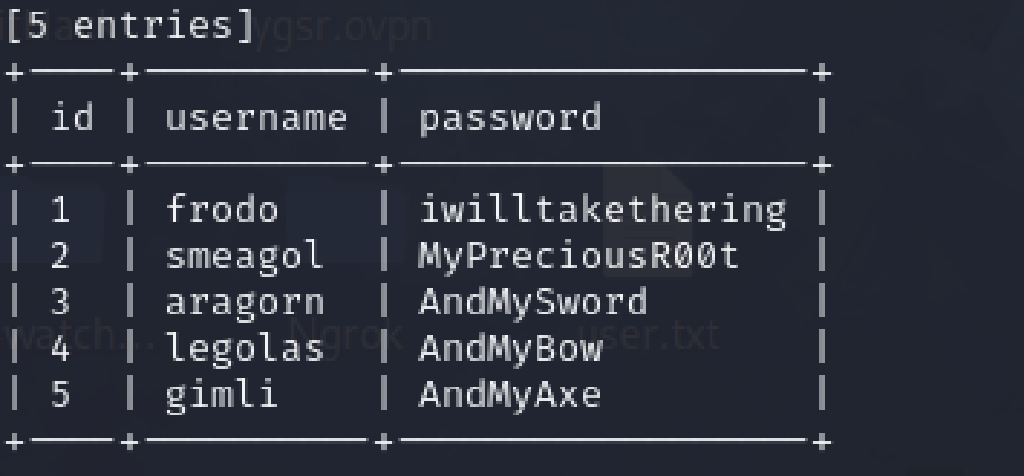 [5 entries]
ygsr.ovpn
| id | username | password |
| 1 | frodo | iwilltakethering |
| 2 | smeagol | MyPreciousR00t |
| 3 | aragorn | AndMySword |
watch... Ngrok user.txt
| 4 | legolas | AndMyBow |
| 5 | gimli | AndMyAxe |